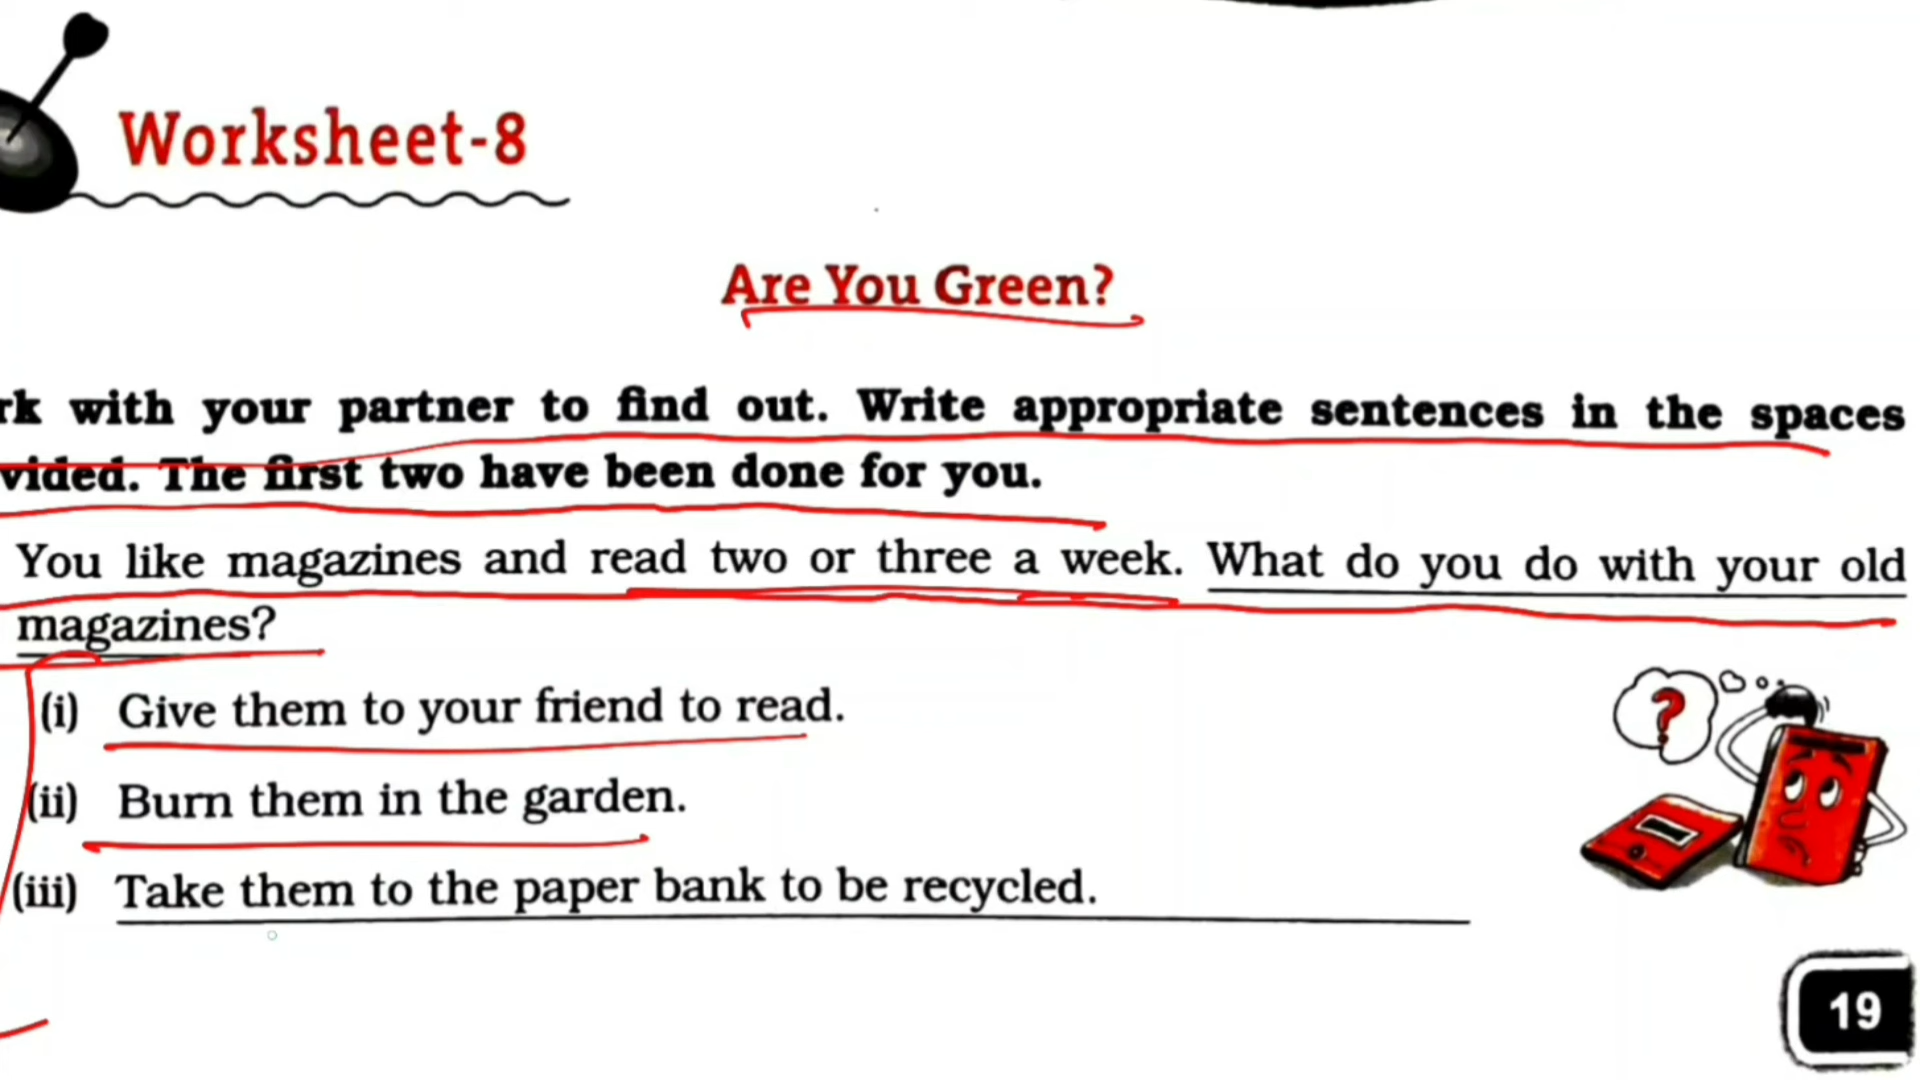 Worksheet-8
Are You Green?
rk with your partner to find out. Write appropriate sentences in the spaces
vided. The first two have been done for you.
You like magazines and read two or three a week. What do you do with your old
magazines?
(i) Give them to your friend to read.
(ii) Burn them in the garden.
(iii) Take them to the paper bank to be recycled.
?
19